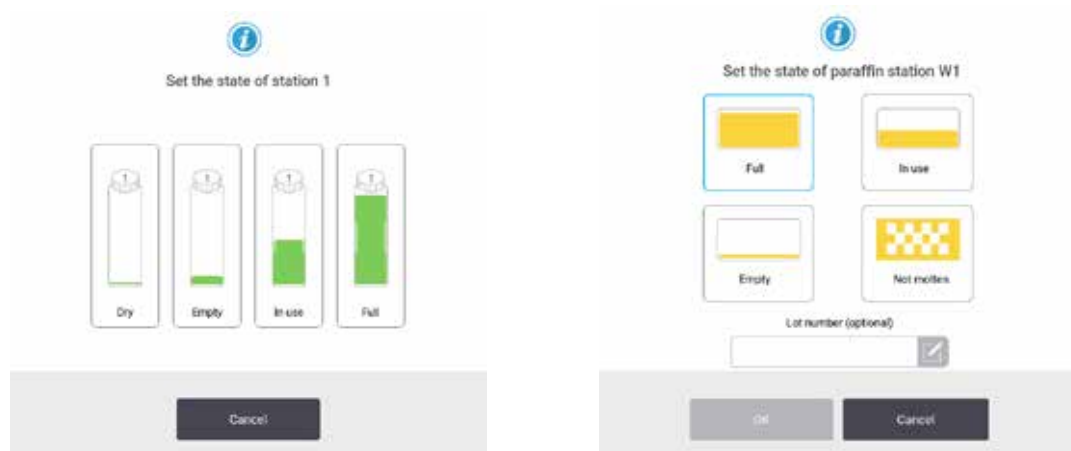 Set the state of station 1
1
1
1
1
Dry
Empty
In use
Full
Cancel
Set the state of paraffin station W1
Full
In use
Empty
Not molten
Lot number (optional)
OK
Cancel